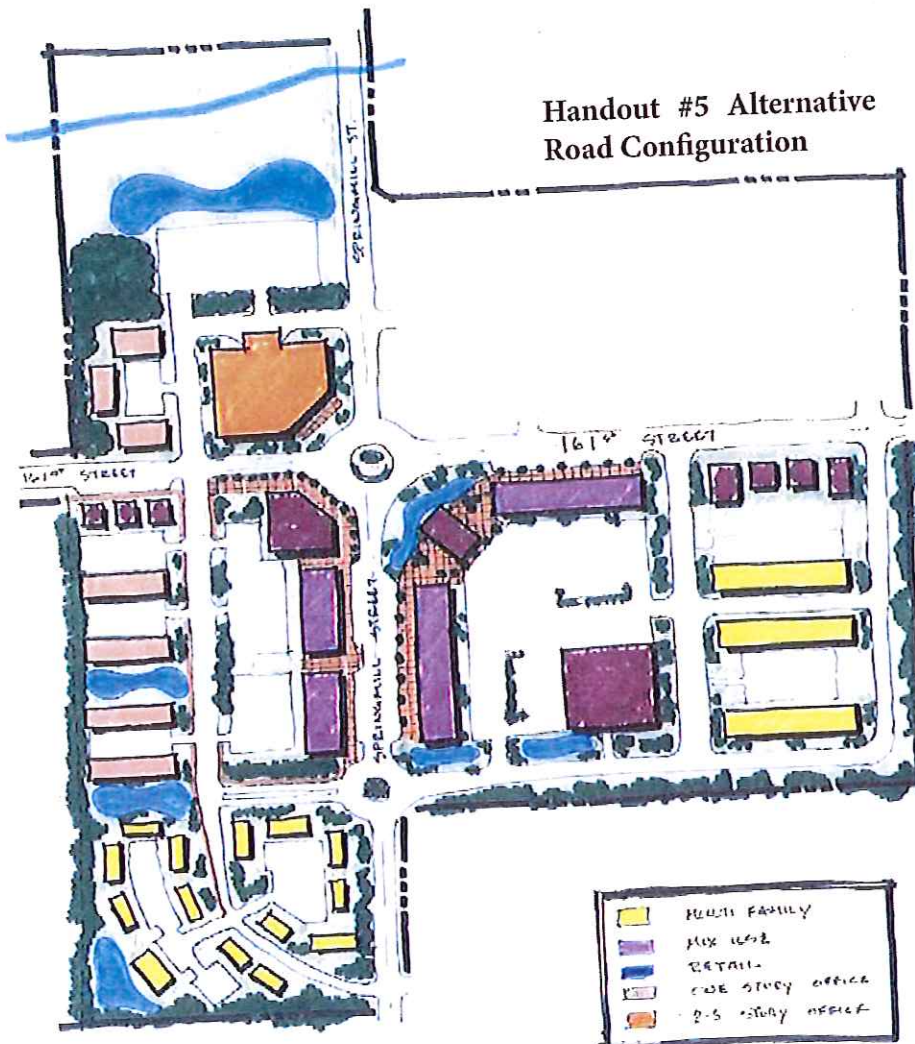 Handout #5 Alternative
Road Configuration
SPRINGMILL ST.
161st STREET
161st STREET
SPRINGMILL STREET
MULTI FAMILY
MIX USE
RETAIL
ONE STORY OFFICE
2-3 STORY OFFICE